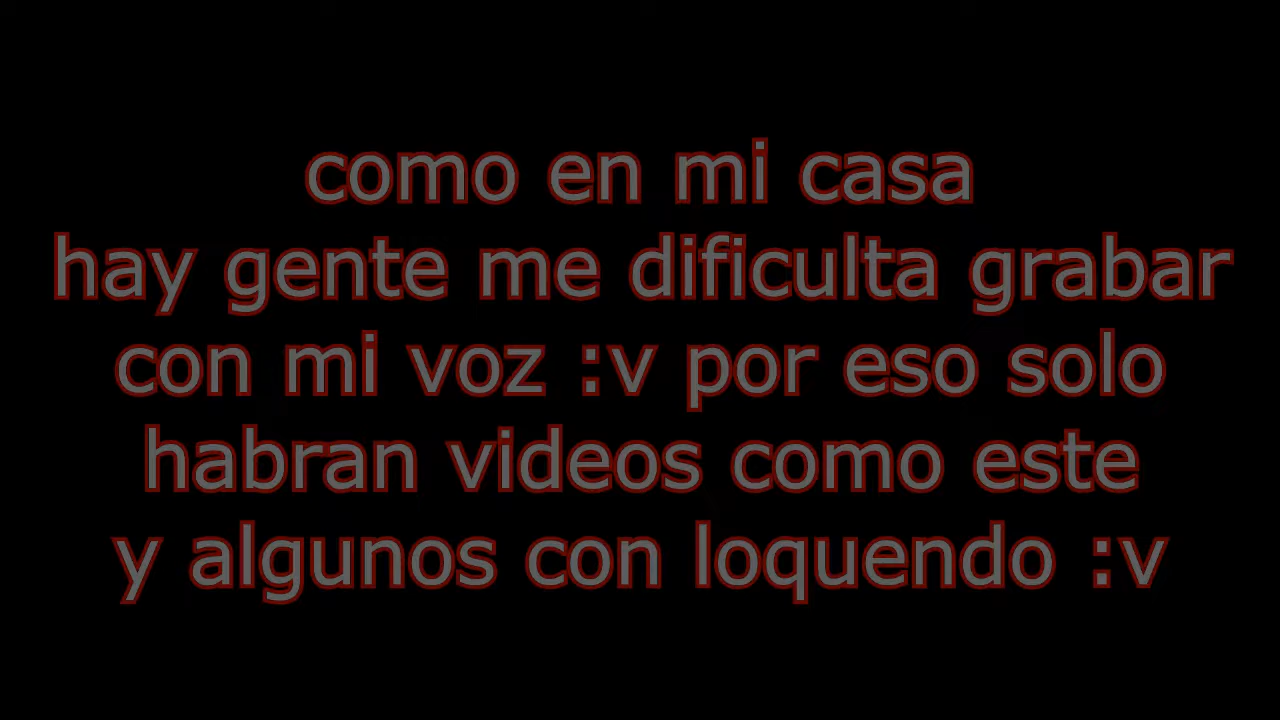 como en mi casa
hay gente me dificulta grabar
con mi voz :v por eso solo
habran videos como este
y algunos con loquendo :v